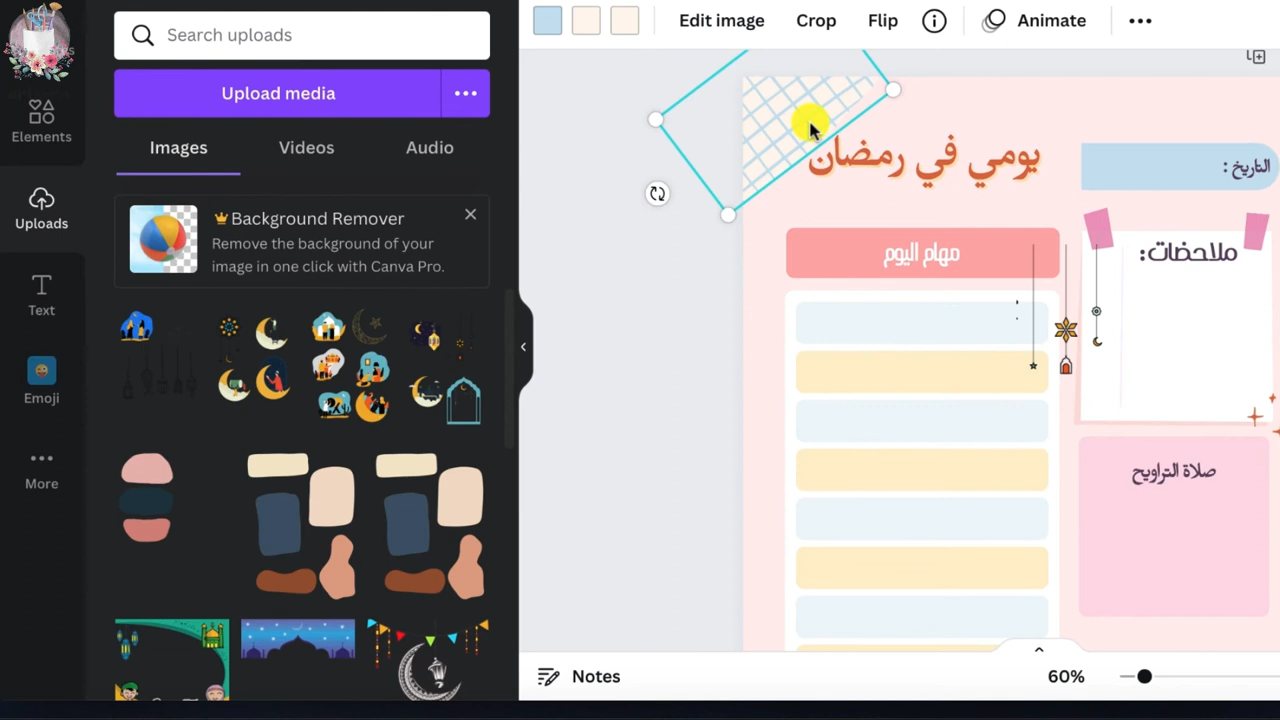 Search uploads
Upload media
Elements
Uploads
Text
Emoji
More
Images
Videos
Audio
Background Remover
Remove the background of your
image in one click with Canva Pro.
Edit image
Crop
Flip
Animate
يومي في رمضان
التاريخ :
مهام اليوم
ملاحضات:
صلاة التراويح
Notes
60%